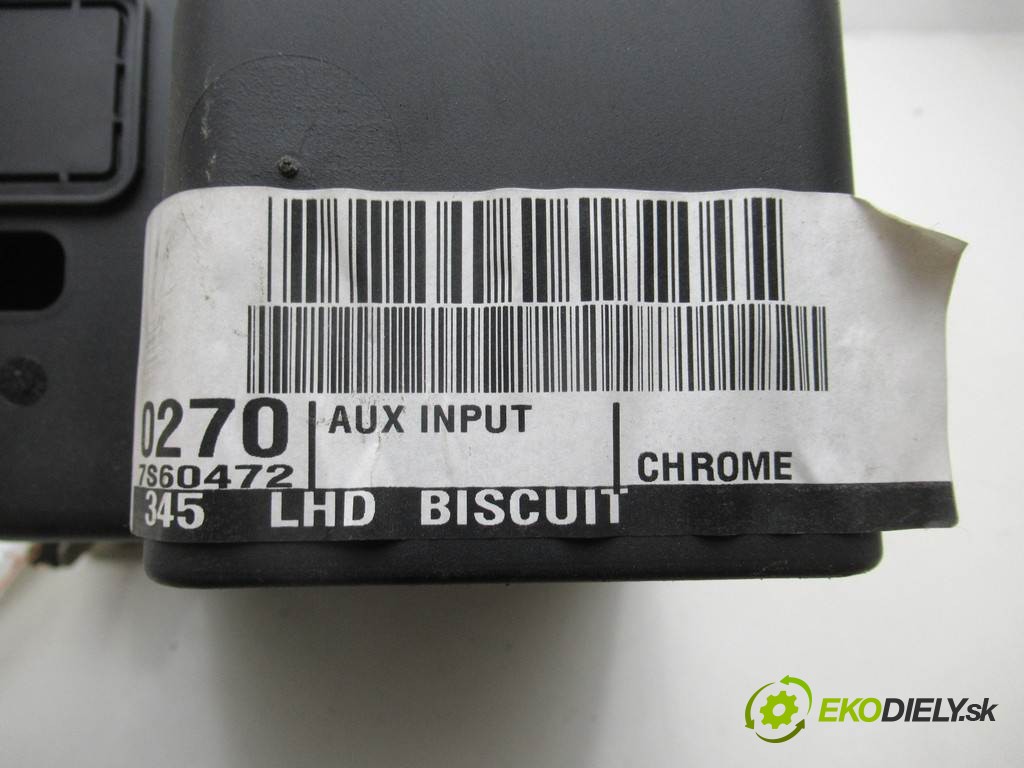 0270
AUX INPUT
7S60472
CHROME
345 LHD BISCUIT
EKODIELY.sk